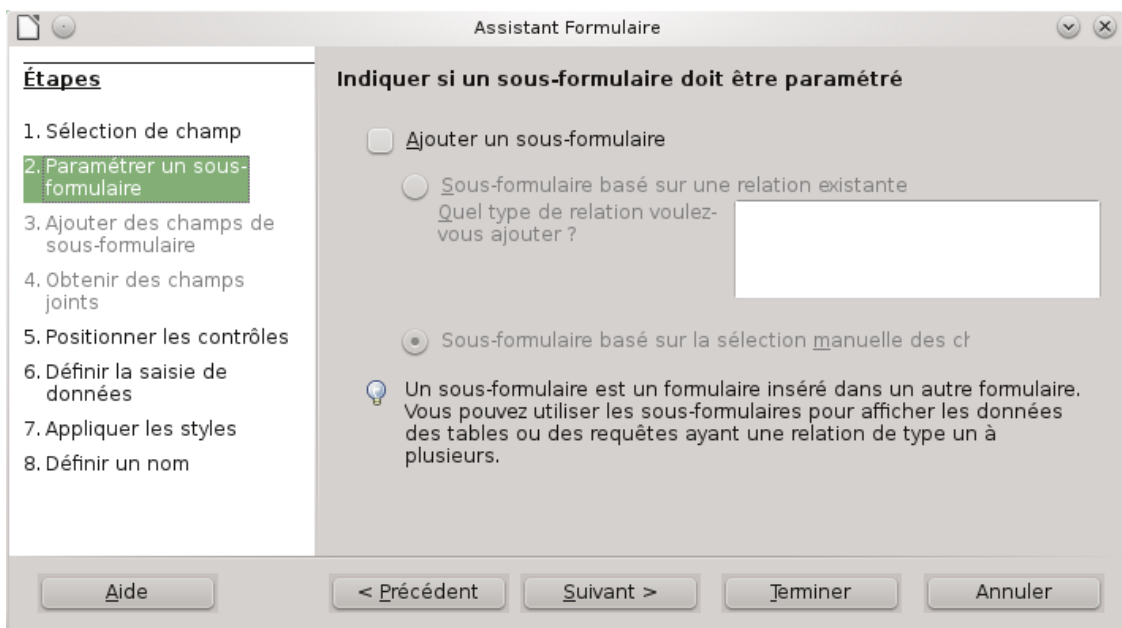 Assistant Formulaire
Étapes
1. Sélection de champ
2. Paramétrer un sous-
formulaire
3. Ajouter des champs de
sous-formulaire
4. Obtenir des champs
joints
5. Positionner les contrôles
6. Définir la saisie de
données
7. Appliquer les styles
8. Définir un nom
Indiquer si un sous-formulaire doit être paramétré
Ajouter un sous-formulaire
Sous-formulaire basé sur une relation existante
Quel type de relation voulez-
vous ajouter ?
Sous-formulaire basé sur la sélection manuelle des ch
Un sous-formulaire est un formulaire inséré dans un autre formulaire.
Vous pouvez utiliser les sous-formulaires pour afficher les données
des tables ou des requêtes ayant une relation de type un à
plusieurs.
Aide
< Précédent
Suivant >
Terminer
Annuler